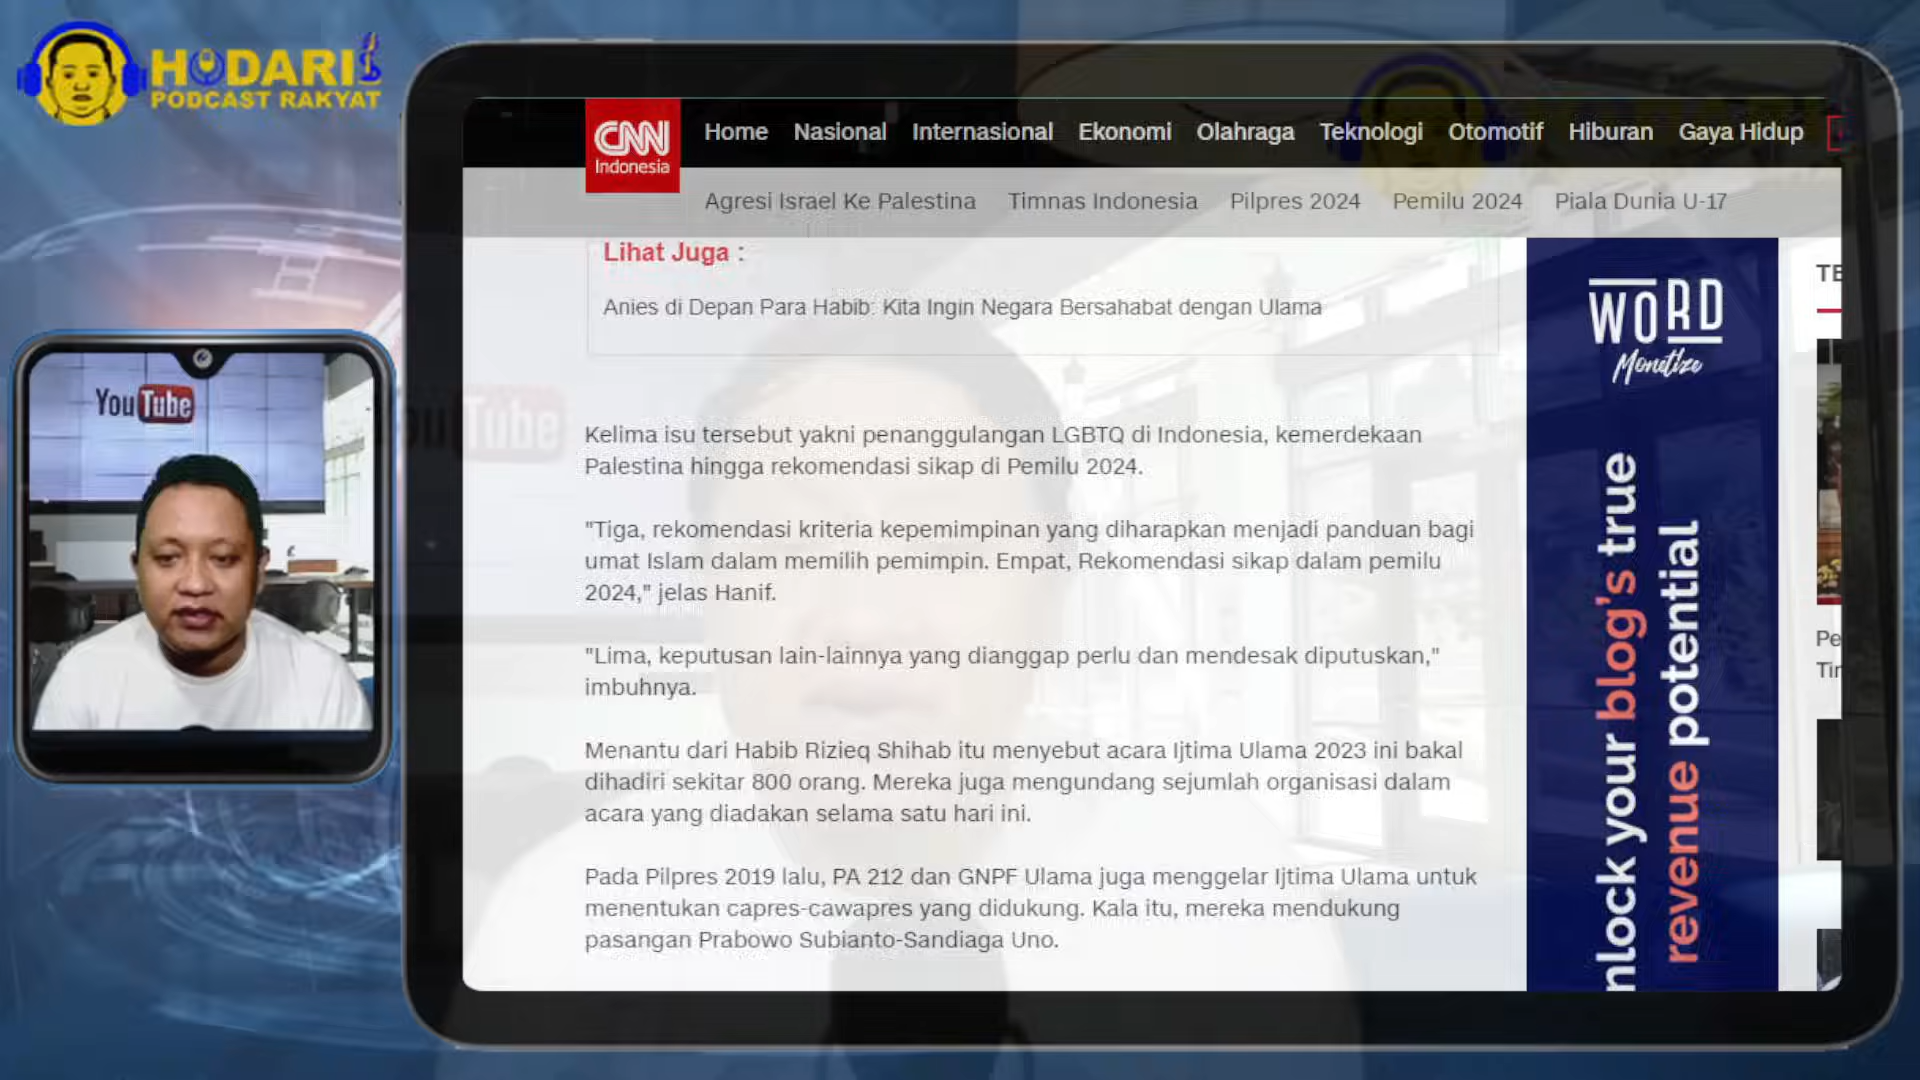 HODARI
PODCAST RAKYAT
CNN
Indonesia
Home Nasional Internasional Ekonomi Olahraga Teknologi Otomotif Hiburan Gaya Hidup
Agresi Israel Ke Palestina Timnas Indonesia Pilpres 2024 Pemilu 2024 Piala Dunia U-17
Lihat Juga :
Anies di Depan Para Habib: Kita Ingin Negara Bersahabat dengan Ulama
Kelima isu tersebut yakni penanggulangan LGBTQ di Indonesia, kemerdekaan
Palestina hingga rekomendasi sikap di Pemilu 2024.
"Tiga, rekomendasi kriteria kepemimpinan yang diharapkan menjadi panduan bagi
umat Islam dalam memilih pemimpin. Empat, Rekomendasi sikap dalam pemilu
2024," jelas Hanif.
"Lima, keputusan lain-lainnya yang dianggap perlu dan mendesak diputuskan,"
imbuhnya.
Menantu dari Habib Rizieq Shihab itu menyebut acara Ijtima Ulama 2023 ini bakal
dihadiri sekitar 800 orang. Mereka juga mengundang sejumlah organisasi dalam
acara yang diadakan selama satu hari ini.
Pada Pilpres 2019 lalu, PA 212 dan GNPF Ulama juga menggelar Ijtima Ulama untuk
menentukan capres-cawapres yang didukung. Kala itu, mereka mendukung
pasangan Prabowo Subianto-Sandiaga Uno.
WORD
Monetize
nlock your blog's true
revenue potential
TE
Pe
Tir
YouTube
Tube